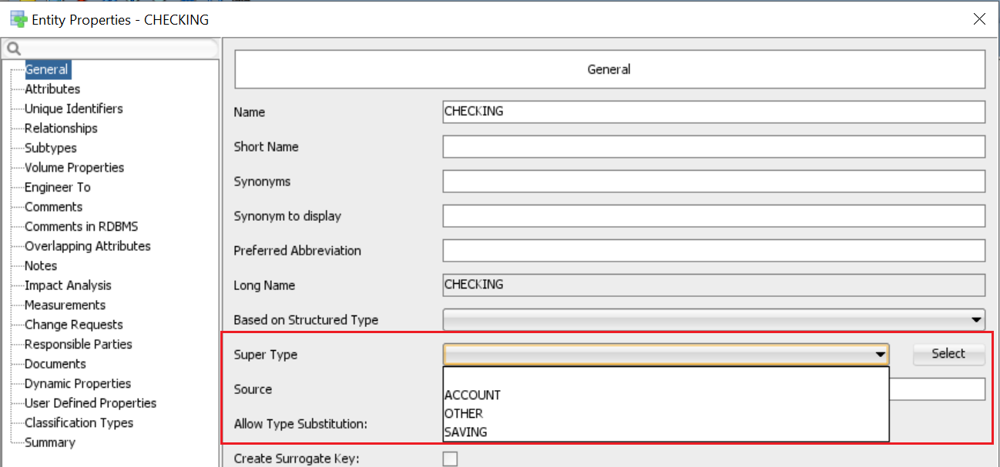 Entity Properties - CHECKING
General
Attributes
Unique Identifiers
Relationships
Subtypes
Volume Properties
Engineer To
Comments
Comments in RDBMS
Overlapping Attributes
Notes
Impact Analysis
Measurements
Change Requests
Responsible Parties
Documents
Dynamic Properties
User Defined Properties
Classification Types
Summary
General
Name CHECKING
Short Name
Synonyms
Synonym to display
Preferred Abbreviation
Long Name CHECKING
Based on Structured Type
Super Type Select
Source ACCOUNT
OTHER
Allow Type Substitution: SAVING
Create Surrogate Key: